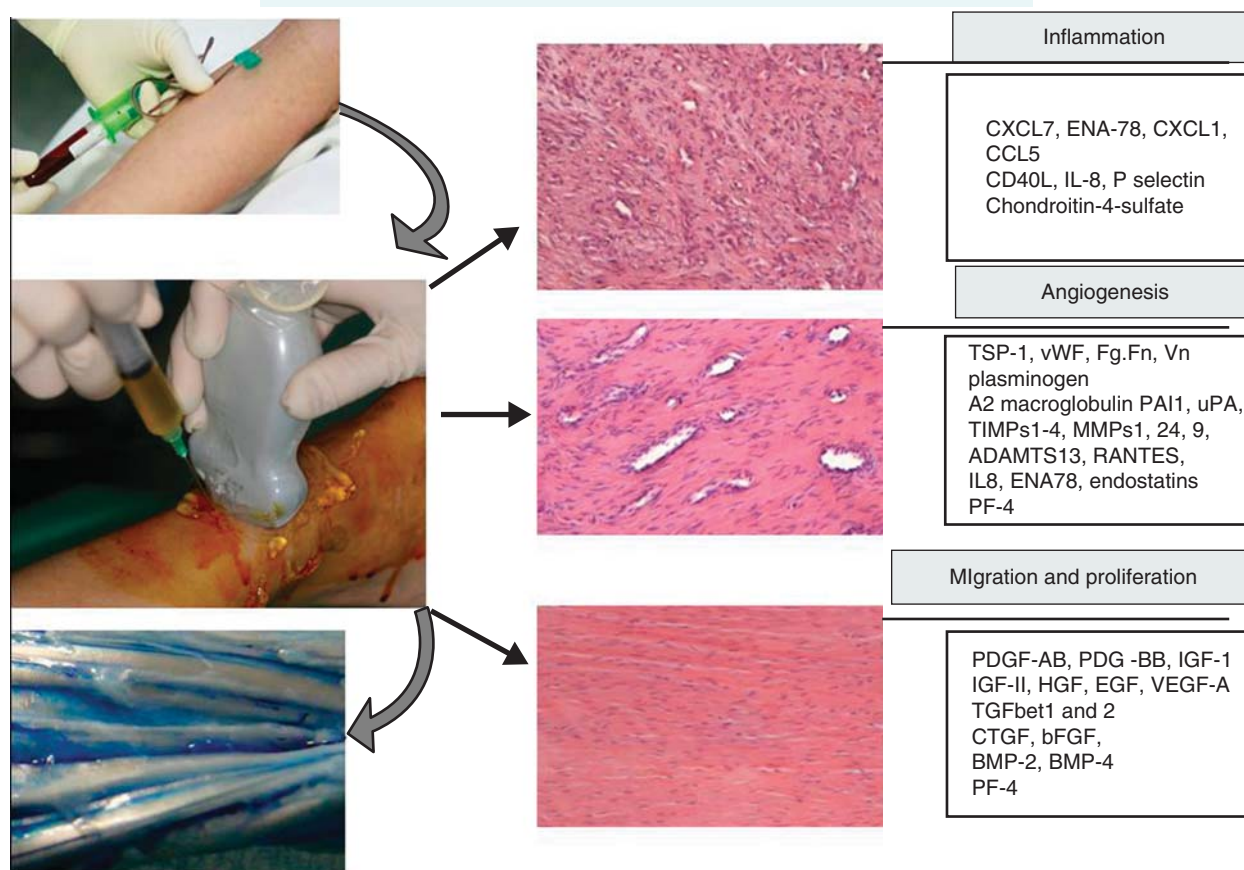 Inflammation
CXCL7, ENA-78, CXCL1,
CCL5
CD40L, IL-8, P selectin
Chondroitin-4-sulfate
Angiogenesis
TSP-1, vWF, Fg.Fn, Vn
plasminogen
A2 macroglobulin PAI1, uPA,
TIMPs1-4, MMPs1, 24, 9,
ADAMTS13, RANTES,
IL8, ENA78, endostatins
PF-4
MIgration and proliferation
PDGF-AB, PDG -BB, IGF-1
IGF-II, HGF, EGF, VEGF-A
TGFbet1 and 2
CTGF, bFGF,
BMP-2, BMP-4
PF-4